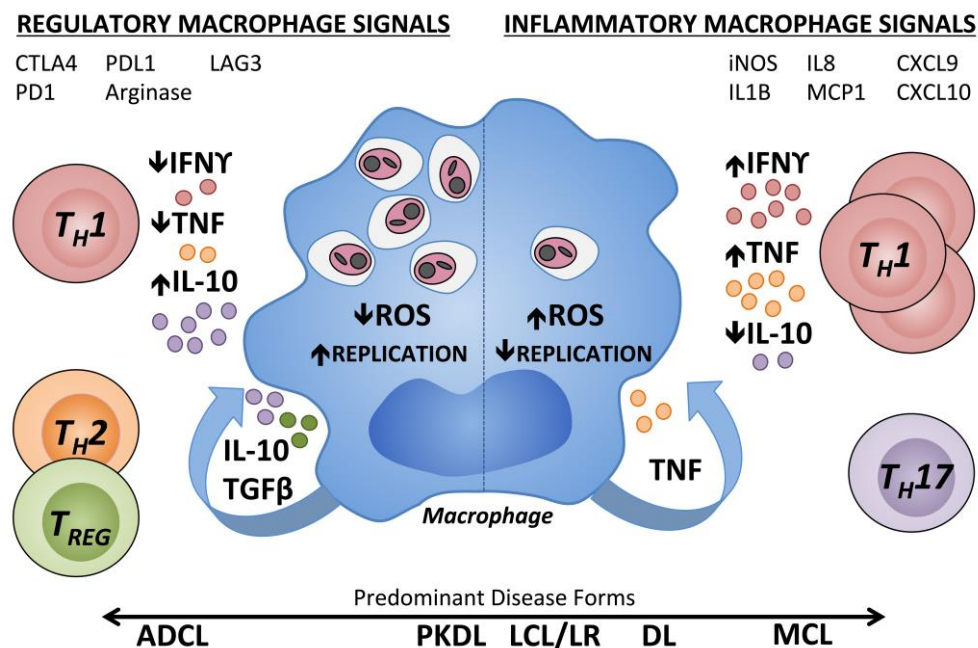 REGULATORY MACROPHAGE SIGNALS
CTLA4 PDL1 LAG3
PD1 Arginase
INFLAMMATORY MACROPHAGE SIGNALS
iNOS IL8 CXCL9
IL1B MCP1 CXCL10
TH1
↓IFNϒ
↓TNF
↑IL-10
TH2
TREG
IL-10
TGFβ
↓ROS
↑REPLICATION
↑ROS
↓REPLICATION
Macrophage
↑IFNϒ
↑TNF
↓IL-10
TH1
TNF
TH17
Predominant Disease Forms
ADCL PKDL LCL/LR DL MCL